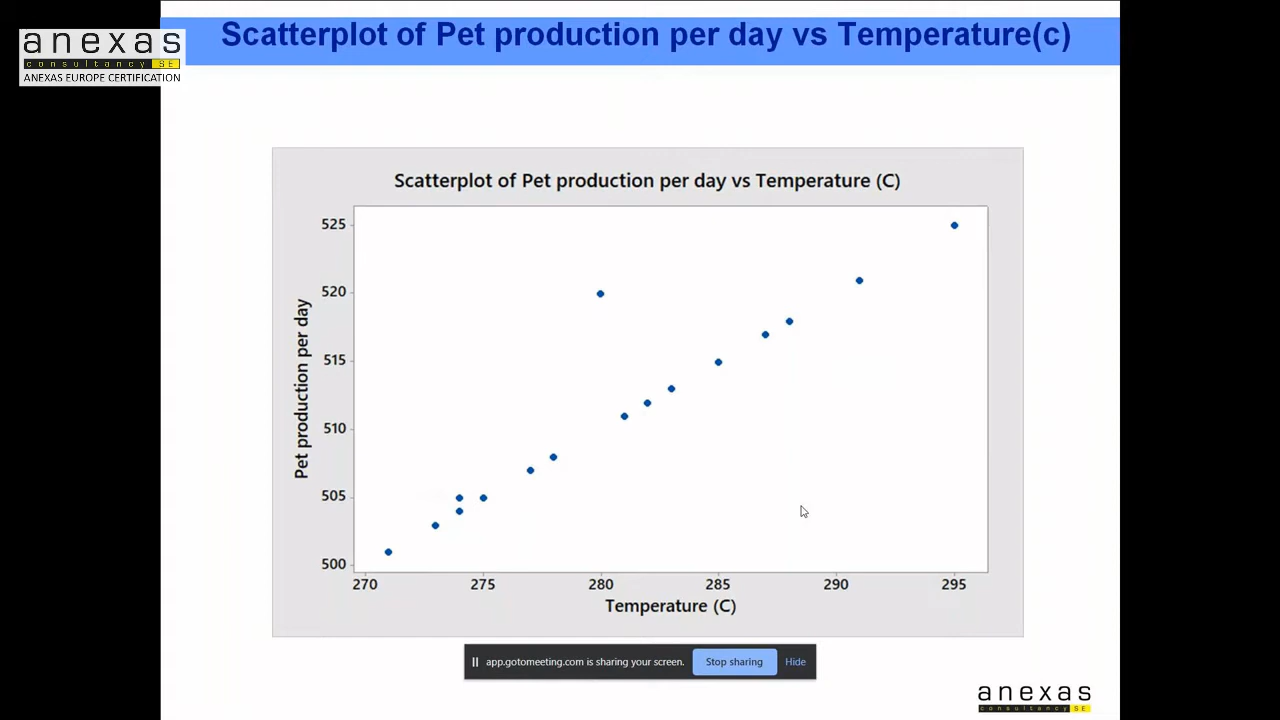 Scatterplot of Pet production per day vs Temperature(c)
anexas
consultancy SE
ANEXAS EUROPE CERTIFICATION
Scatterplot of Pet production per day vs Temperature (C)
Pet production per day
525
520
515
510
505
500
270 275 280 285 290 295
Temperature (C)
app.gotomeeting.com is sharing your screen. Stop sharing Hide
anexas
consultancy SE